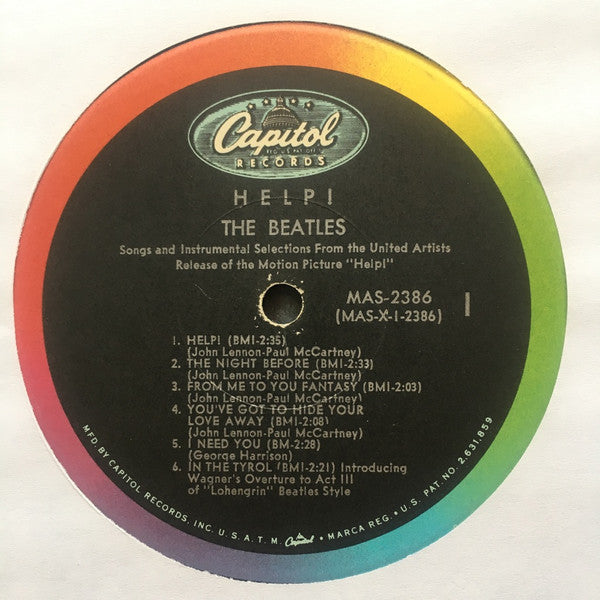 Capitol
RECORDS
HELP!
THE BEATLES
Songs and Instrumental Selections From the United Artists
Release of the Motion Picture "Help!"
MAS-2386 1
(MAS-X-1-2386)
1. HELP! (BMI-2:35)
(John Lennon-Paul McCartney)
2. THE NIGHT BEFORE (BMI-2:33)
(John Lennon-Paul McCartney)
3. FROM ME TO YOU FANTASY (BMI-2:03)
(John Lennon-Paul McCartney)
4. YOU'VE GOT TO HIDE YOUR
LOVE AWAY (BMI-2:08)
(John Lennon-Paul McCartney)
5. I NEED YOU (BM-2:28)
(George Harrison)
6. IN THE TYROL (BMI-2:21) Introducing
Wagner's Overture to Act III
of "Lohengrin" Beatles Style
MFD. BY CAPITOL RECORDS, INC. U.S.A. T.M. Capitol • MARCA REG. • U.S. PAT. NO. 2,631,859